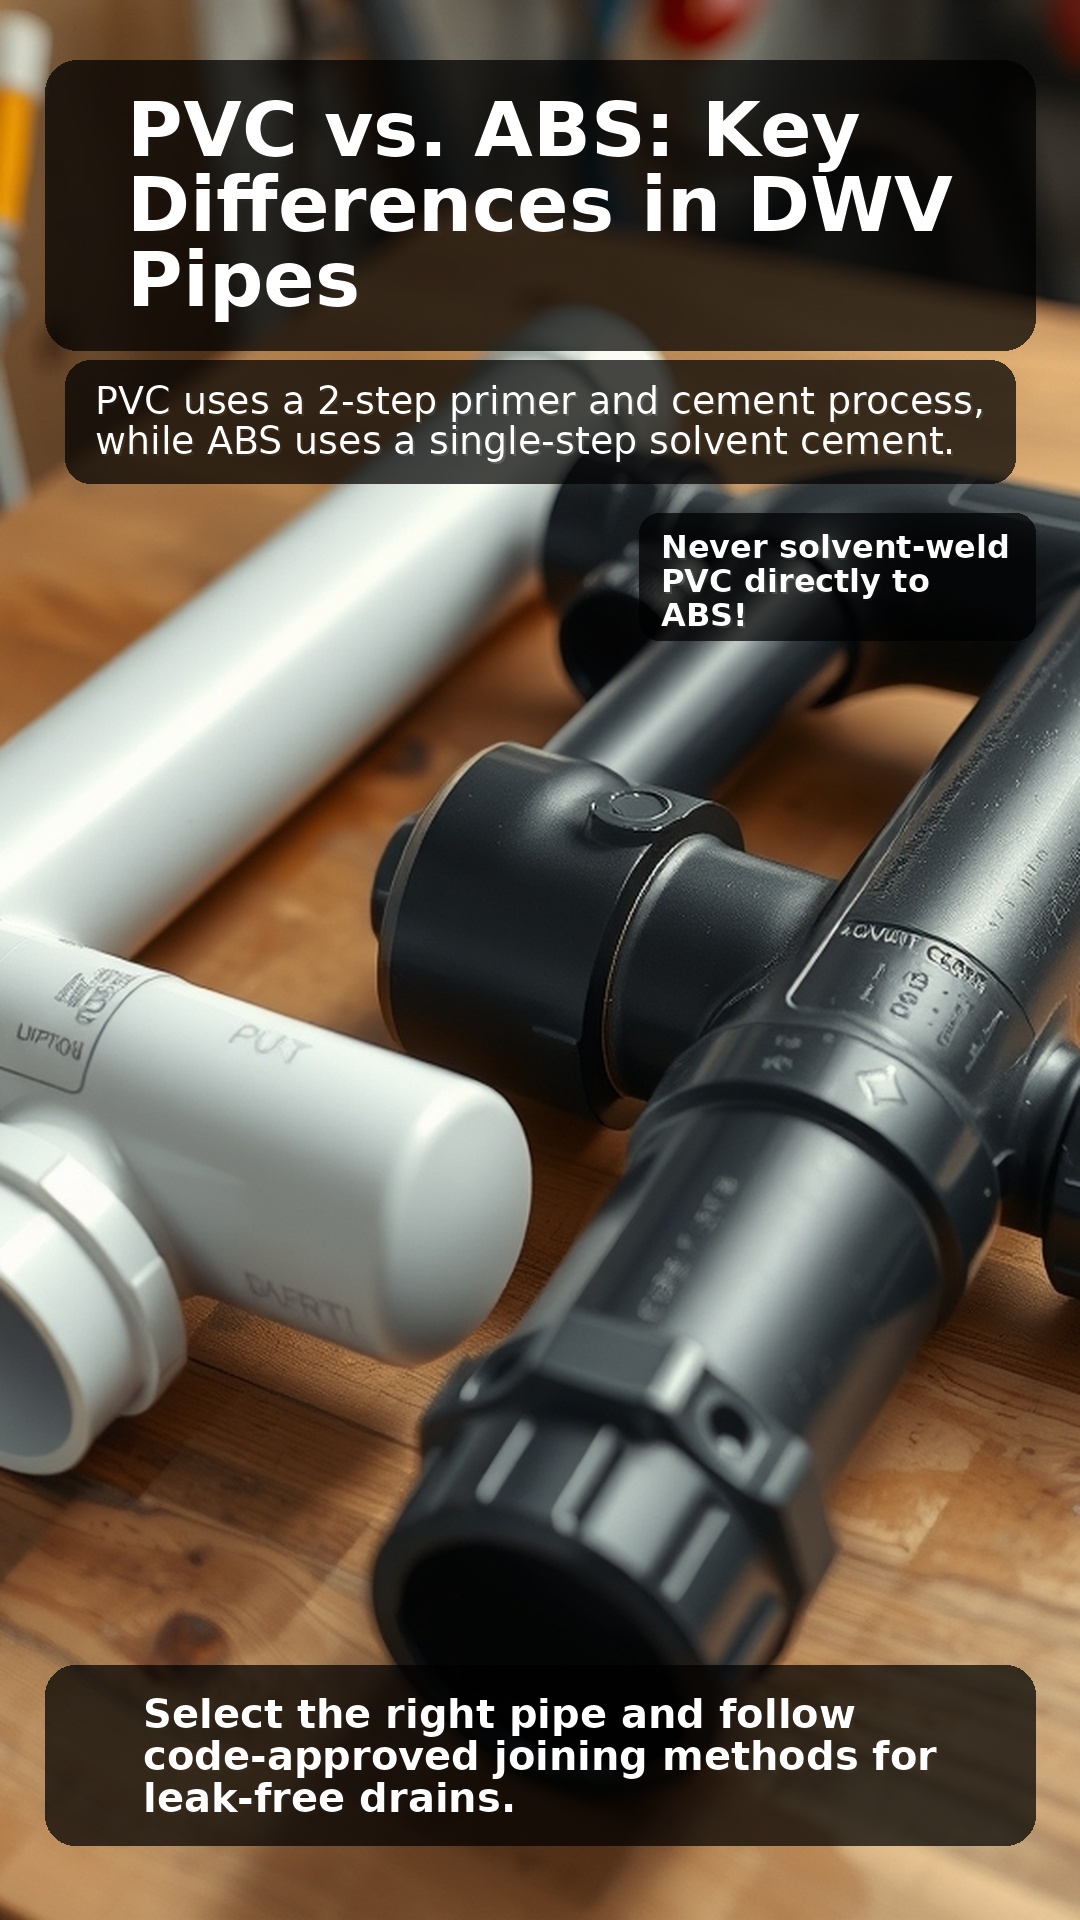 PVC vs. ABS: Key
Differences in DWV
Pipes
PVC uses a 2-step primer and cement process,
while ABS uses a single-step solvent cement.
Never solvent-weld
PVC directly to
ABS!
Select the right pipe and follow
code-approved joining methods for
leak-free drains.